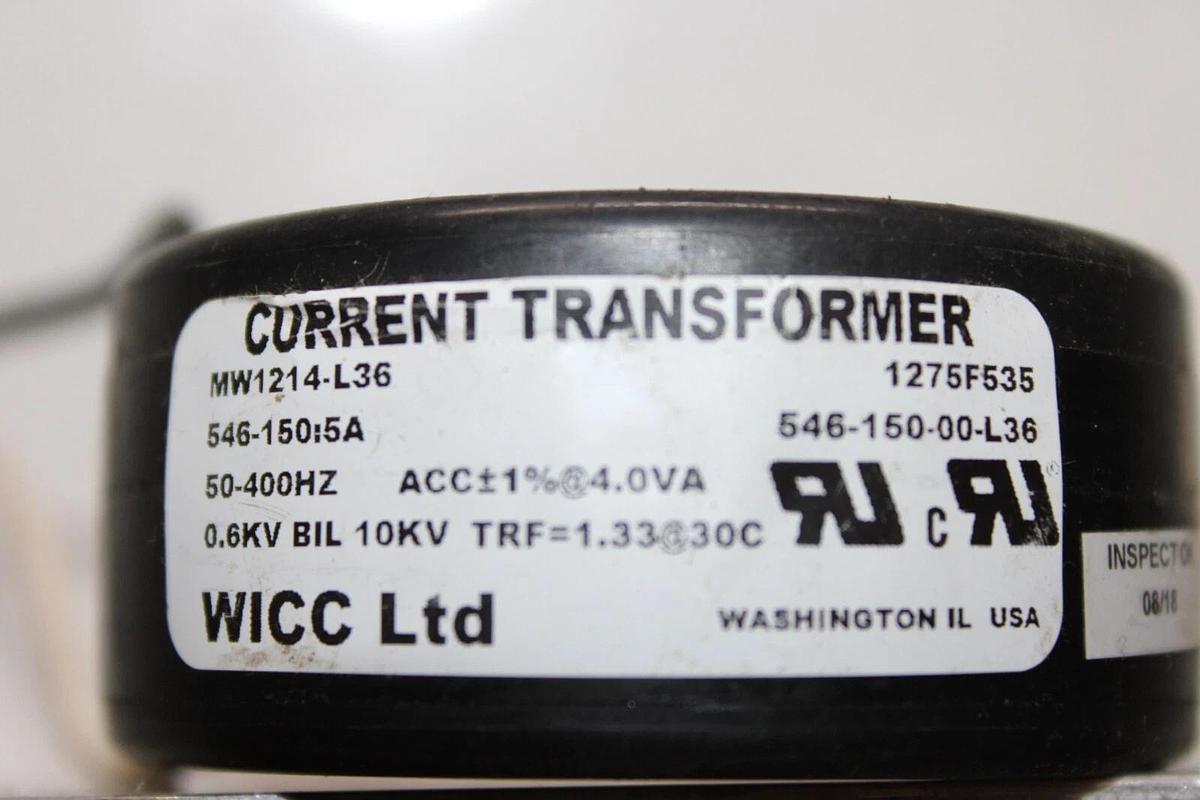 CURRENT TRANSFORMER
MW1214-L36 1275F535
546-150:5A 546-150-00-L36
50-400HZ ACC±1%@4.0VA
0.6KV BIL 10KV TRF=1.33@30C
c
WICC Ltd WASHINGTON IL USA
08/18